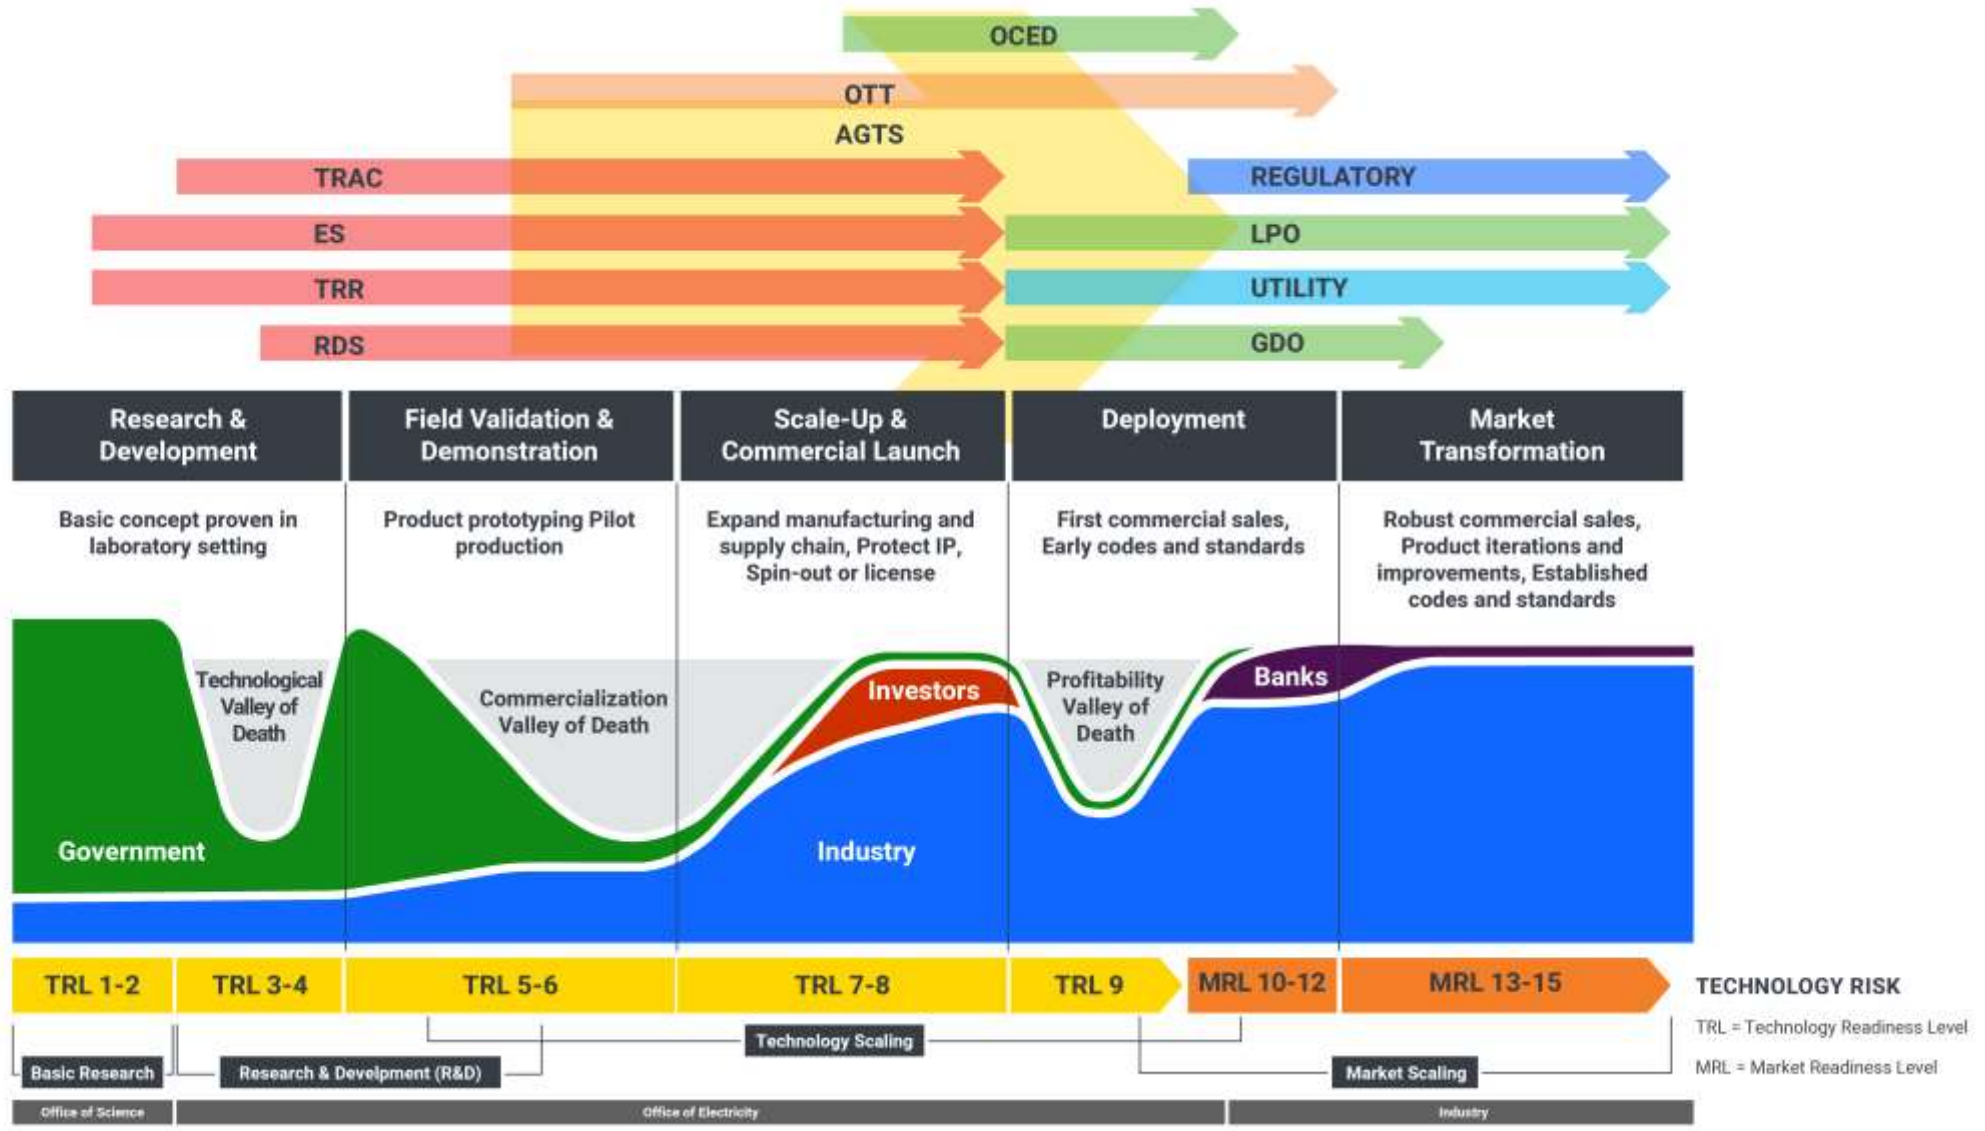 OCED
OTT
AGTS
TRAC
REGULATORY
ES
LPO
TRR
UTILITY
RDS
GDO
Research &
Development
Field Validation &
Demonstration
Scale-Up &
Commercial Launch
Deployment
Market
Transformation
Basic concept proven in
laboratory setting
Product prototyping Pilot
production
Expand manufacturing and
supply chain, Protect IP,
Spin-out or license
First commercial sales,
Early codes and standards
Robust commercial sales,
Product iterations and
improvements, Established
codes and standards
Technological
Valley of
Death
Commercialization
Valley of Death
Investors
Profitability
Valley of
Death
Banks
Government
Industry
TRL 1-2
TRL 3-4
TRL 5-6
TRL 7-8
TRL 9
MRL 10-12
MRL 13-15
TECHNOLOGY RISK
TRL = Technology Readiness Level
MRL = Market Readiness Level
Technology Scaling
Basic Research
Research & Develpment (R&D)
Market Scaling
Office of Science
Office of Electricity
Industry